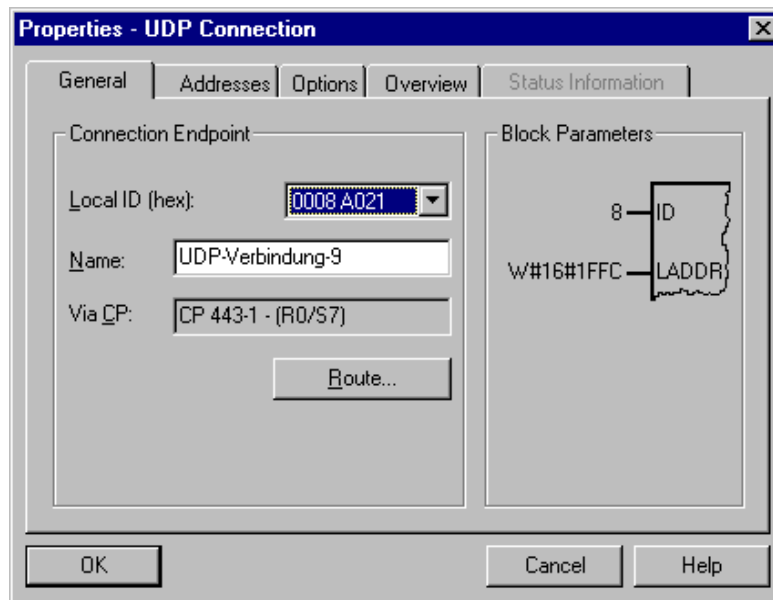 Properties - UDP Connection
General Addresses Options Overview Status Information
Connection Endpoint
Local ID (hex): 0008 A021
Name: UDP-Verbindung-9
Via CP: CP 443-1 - (R0/S7)
Route...
Block Parameters
8 ID
W#16#1FFC LADDR
OK Cancel Help